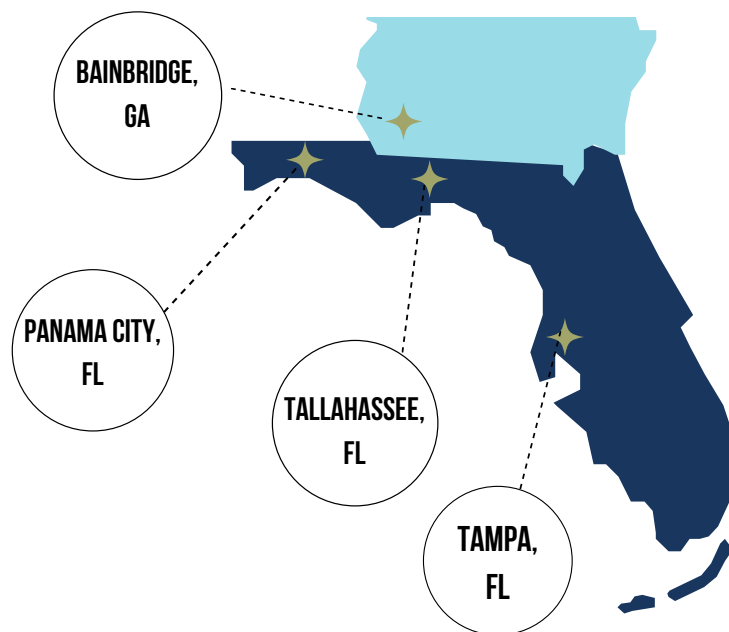 BAINBRIDGE,
GA
PANAMA CITY,
FL
TALLAHASSEE,
FL
TAMPA,
FL